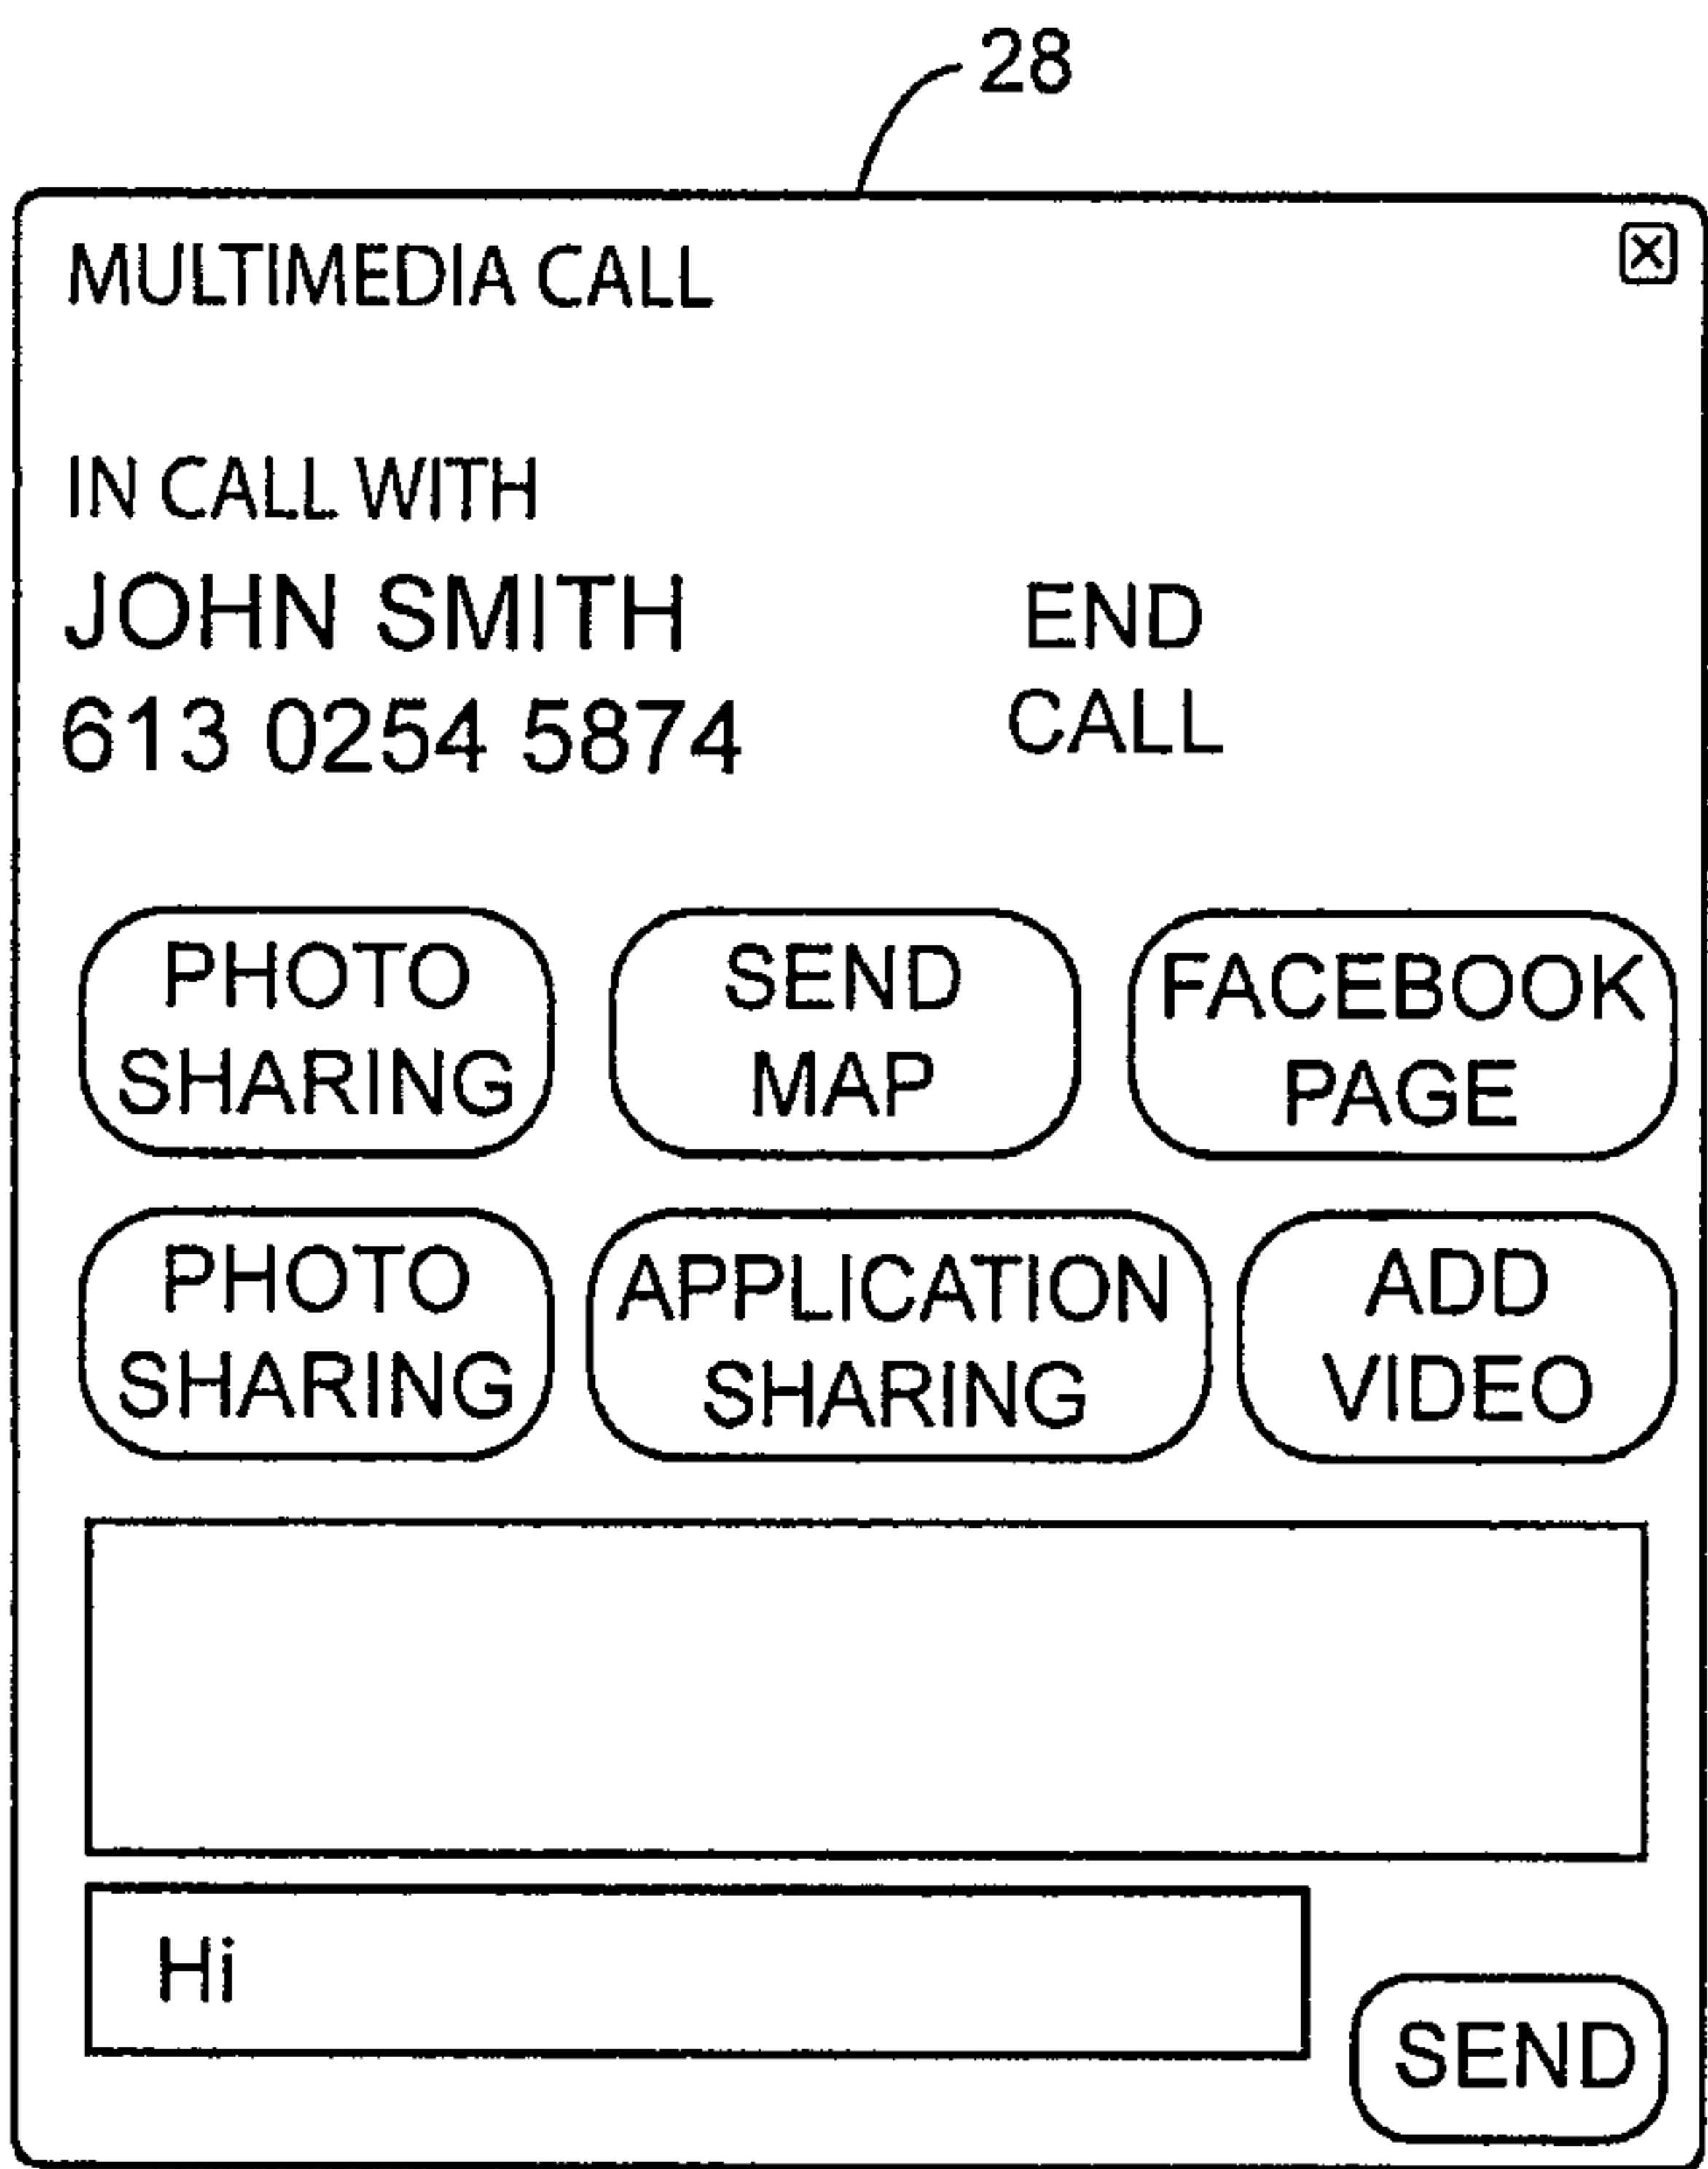 28
MULTIMEDIA CALL
IN CALL WITH
JOHN SMITH
613 0254 5874
END
CALL
PHOTO
SHARING
SEND
MAP
FACEBOOK
PAGE
PHOTO
SHARING
APPLICATION
SHARING
ADD
VIDEO
Hi
SEND